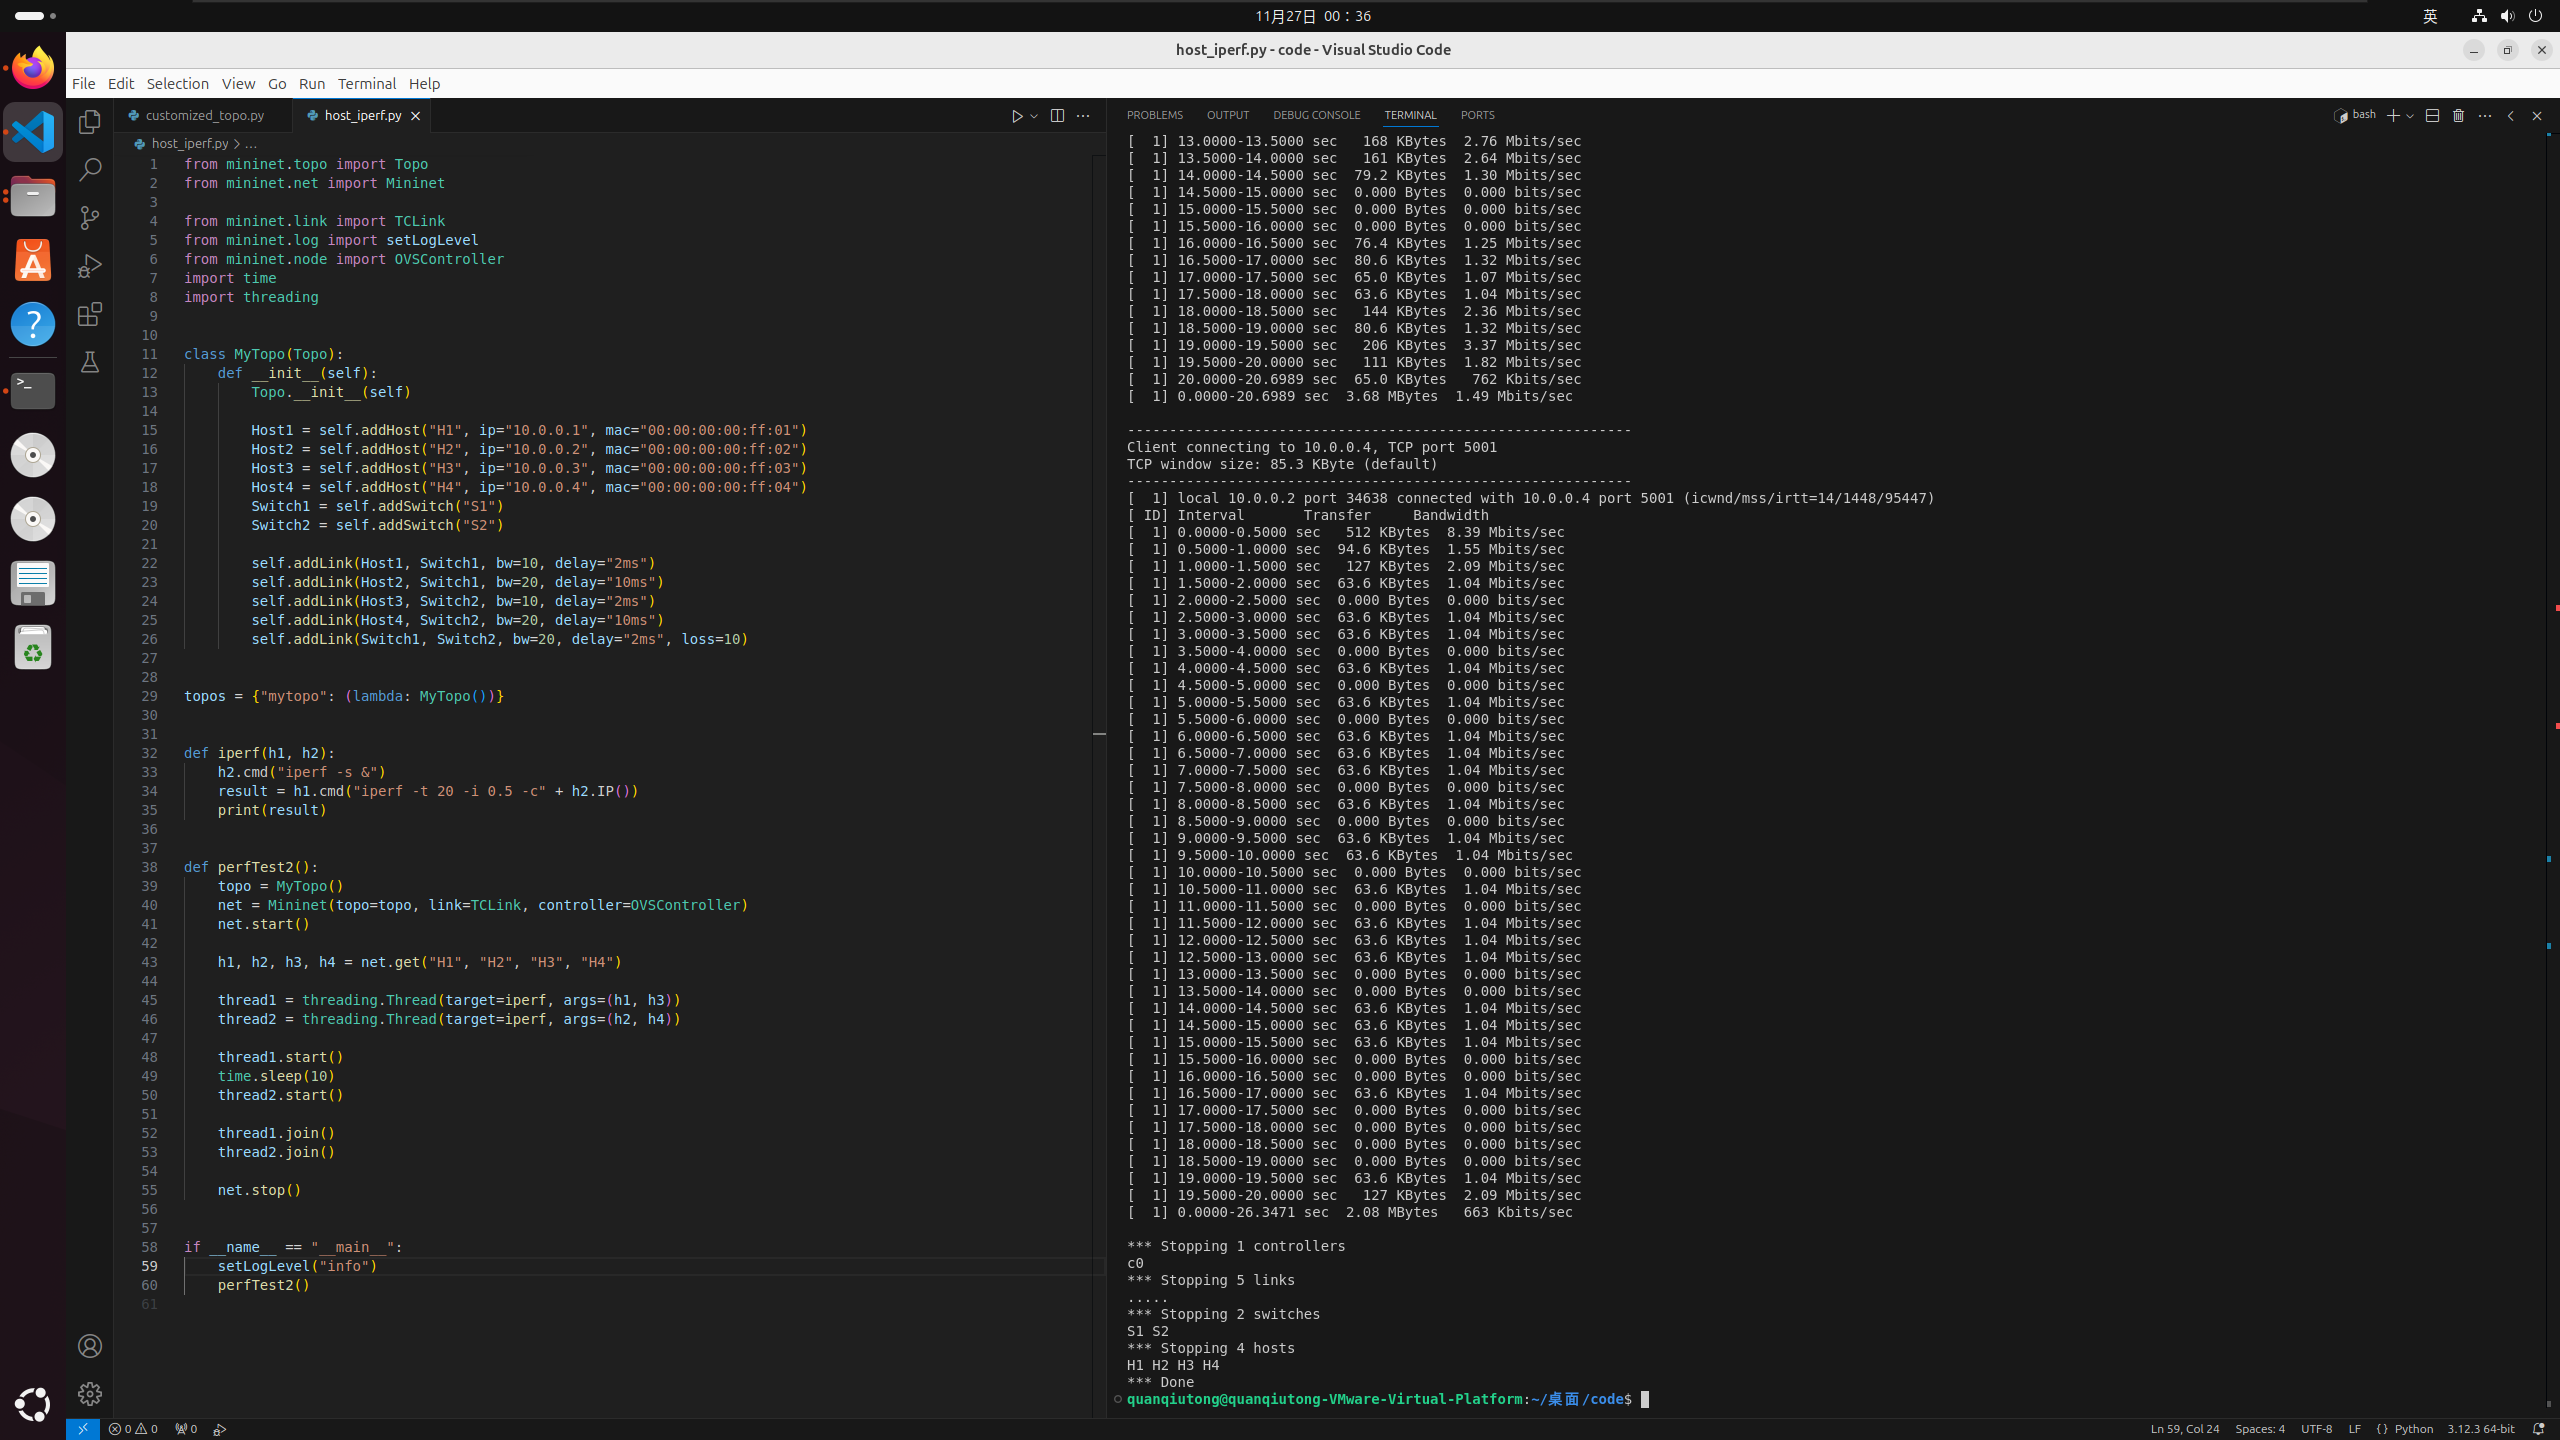 11月27日 00：36
英
host_iperf.py - code - Visual Studio Code
File Edit Selection View Go Run Terminal Help
customized_topo.py
host_iperf.py
host_iperf.py > ...
1 from mininet.topo import Topo
2 from mininet.net import Mininet
3
4 from mininet.link import TCLink
5 from mininet.log import setLogLevel
6 from mininet.node import OVSController
7 import time
8 import threading
9
10
11 class MyTopo(Topo):
12     def __init__(self):
13         Topo.__init__(self)
14
15         Host1 = self.addHost("H1", ip="10.0.0.1", mac="00:00:00:00:ff:01")
16         Host2 = self.addHost("H2", ip="10.0.0.2", mac="00:00:00:00:ff:02")
17         Host3 = self.addHost("H3", ip="10.0.0.3", mac="00:00:00:00:ff:03")
18         Host4 = self.addHost("H4", ip="10.0.0.4", mac="00:00:00:00:ff:04")
19         Switch1 = self.addSwitch("S1")
20         Switch2 = self.addSwitch("S2")
21
22         self.addLink(Host1, Switch1, bw=10, delay="2ms")
23         self.addLink(Host2, Switch1, bw=20, delay="10ms")
24         self.addLink(Host3, Switch2, bw=10, delay="2ms")
25         self.addLink(Host4, Switch2, bw=20, delay="10ms")
26         self.addLink(Switch1, Switch2, bw=20, delay="2ms", loss=10)
27
28
29 topos = {"mytopo": (lambda: MyTopo())}
30
31
32 def iperf(h1, h2):
33     h2.cmd("iperf -s &")
34     result = h1.cmd("iperf -t 20 -i 0.5 -c" + h2.IP())
35     print(result)
36
37
38 def perfTest2():
39     topo = MyTopo()
40     net = Mininet(topo=topo, link=TCLink, controller=OVSController)
41     net.start()
42
43     h1, h2, h3, h4 = net.get("H1", "H2", "H3", "H4")
44
45     thread1 = threading.Thread(target=iperf, args=(h1, h3))
46     thread2 = threading.Thread(target=iperf, args=(h2, h4))
47
48     thread1.start()
49     time.sleep(10)
50     thread2.start()
51
52     thread1.join()
53     thread2.join()
54
55     net.stop()
56
57
58 if __name__ == "__main__":
59     setLogLevel("info")
60     perfTest2()
61
PROBLEMS OUTPUT DEBUG CONSOLE TERMINAL PORTS
bash
[  1] 13.0000-13.5000 sec   168 KBytes  2.76 Mbits/sec
[  1] 13.5000-14.0000 sec   161 KBytes  2.64 Mbits/sec
[  1] 14.0000-14.5000 sec  79.2 KBytes  1.30 Mbits/sec
[  1] 14.5000-15.0000 sec  0.000 Bytes  0.000 bits/sec
[  1] 15.0000-15.5000 sec  0.000 Bytes  0.000 bits/sec
[  1] 15.5000-16.0000 sec  0.000 Bytes  0.000 bits/sec
[  1] 16.0000-16.5000 sec  76.4 KBytes  1.25 Mbits/sec
[  1] 16.5000-17.0000 sec  80.6 KBytes  1.32 Mbits/sec
[  1] 17.0000-17.5000 sec  65.0 KBytes  1.07 Mbits/sec
[  1] 17.5000-18.0000 sec  63.6 KBytes  1.04 Mbits/sec
[  1] 18.0000-18.5000 sec   144 KBytes  2.36 Mbits/sec
[  1] 18.5000-19.0000 sec  80.6 KBytes  1.32 Mbits/sec
[  1] 19.0000-19.5000 sec   206 KBytes  3.37 Mbits/sec
[  1] 19.5000-20.0000 sec   111 KBytes  1.82 Mbits/sec
[  1] 20.0000-20.6989 sec  65.0 KBytes   762 Kbits/sec
[  1] 0.0000-20.6989 sec  3.68 MBytes  1.49 Mbits/sec
------------------------------------------------------------
Client connecting to 10.0.0.4, TCP port 5001
TCP window size: 85.3 KByte (default)
------------------------------------------------------------
[  1] local 10.0.0.2 port 34638 connected with 10.0.0.4 port 5001 (icwnd/mss/irtt=14/1448/95447)
[ ID] Interval       Transfer     Bandwidth
[  1] 0.0000-0.5000 sec   512 KBytes  8.39 Mbits/sec
[  1] 0.5000-1.0000 sec  94.6 KBytes  1.55 Mbits/sec
[  1] 1.0000-1.5000 sec   127 KBytes  2.09 Mbits/sec
[  1] 1.5000-2.0000 sec  63.6 KBytes  1.04 Mbits/sec
[  1] 2.0000-2.5000 sec  0.000 Bytes  0.000 bits/sec
[  1] 2.5000-3.0000 sec  63.6 KBytes  1.04 Mbits/sec
[  1] 3.0000-3.5000 sec  63.6 KBytes  1.04 Mbits/sec
[  1] 3.5000-4.0000 sec  0.000 Bytes  0.000 bits/sec
[  1] 4.0000-4.5000 sec  63.6 KBytes  1.04 Mbits/sec
[  1] 4.5000-5.0000 sec  0.000 Bytes  0.000 bits/sec
[  1] 5.0000-5.5000 sec  63.6 KBytes  1.04 Mbits/sec
[  1] 5.5000-6.0000 sec  0.000 Bytes  0.000 bits/sec
[  1] 6.0000-6.5000 sec  63.6 KBytes  1.04 Mbits/sec
[  1] 6.5000-7.0000 sec  63.6 KBytes  1.04 Mbits/sec
[  1] 7.0000-7.5000 sec  63.6 KBytes  1.04 Mbits/sec
[  1] 7.5000-8.0000 sec  0.000 Bytes  0.000 bits/sec
[  1] 8.0000-8.5000 sec  63.6 KBytes  1.04 Mbits/sec
[  1] 8.5000-9.0000 sec  0.000 Bytes  0.000 bits/sec
[  1] 9.0000-9.5000 sec  63.6 KBytes  1.04 Mbits/sec
[  1] 9.5000-10.0000 sec  63.6 KBytes  1.04 Mbits/sec
[  1] 10.0000-10.5000 sec  0.000 Bytes  0.000 bits/sec
[  1] 10.5000-11.0000 sec  63.6 KBytes  1.04 Mbits/sec
[  1] 11.0000-11.5000 sec  0.000 Bytes  0.000 bits/sec
[  1] 11.5000-12.0000 sec  63.6 KBytes  1.04 Mbits/sec
[  1] 12.0000-12.5000 sec  63.6 KBytes  1.04 Mbits/sec
[  1] 12.5000-13.0000 sec  63.6 KBytes  1.04 Mbits/sec
[  1] 13.0000-13.5000 sec  0.000 Bytes  0.000 bits/sec
[  1] 13.5000-14.0000 sec  0.000 Bytes  0.000 bits/sec
[  1] 14.0000-14.5000 sec  63.6 KBytes  1.04 Mbits/sec
[  1] 14.5000-15.0000 sec  63.6 KBytes  1.04 Mbits/sec
[  1] 15.0000-15.5000 sec  63.6 KBytes  1.04 Mbits/sec
[  1] 15.5000-16.0000 sec  0.000 Bytes  0.000 bits/sec
[  1] 16.0000-16.5000 sec  0.000 Bytes  0.000 bits/sec
[  1] 16.5000-17.0000 sec  63.6 KBytes  1.04 Mbits/sec
[  1] 17.0000-17.5000 sec  0.000 Bytes  0.000 bits/sec
[  1] 17.5000-18.0000 sec  0.000 Bytes  0.000 bits/sec
[  1] 18.0000-18.5000 sec  0.000 Bytes  0.000 bits/sec
[  1] 18.5000-19.0000 sec  0.000 Bytes  0.000 bits/sec
[  1] 19.0000-19.5000 sec  63.6 KBytes  1.04 Mbits/sec
[  1] 19.5000-20.0000 sec   127 KBytes  2.09 Mbits/sec
[  1] 0.0000-26.3471 sec  2.08 MBytes   663 Kbits/sec
*** Stopping 1 controllers
c0
*** Stopping 5 links
.....
*** Stopping 2 switches
S1 S2
*** Stopping 4 hosts
H1 H2 H3 H4
*** Done
quanqiutong@quanqiutong-VMware-Virtual-Platform:~/桌面/code$
0 0 0 Ln 59, Col 24 Spaces: 4 UTF-8 LF {} Python 3.12.3 64-bit